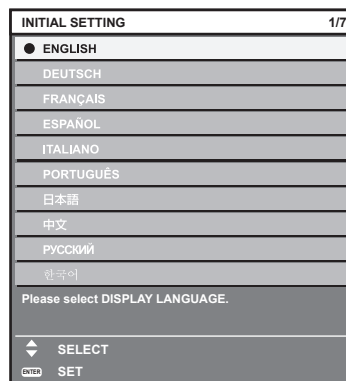 INITIAL SETTING 1/7
ENGLISH
DEUTSCH
FRANÇAIS
ESPAÑOL
ITALIANO
PORTUGUÊS
日本語
中文
РУССКИЙ
한국어
Please select DISPLAY LANGUAGE.
SELECT
ENTER SET